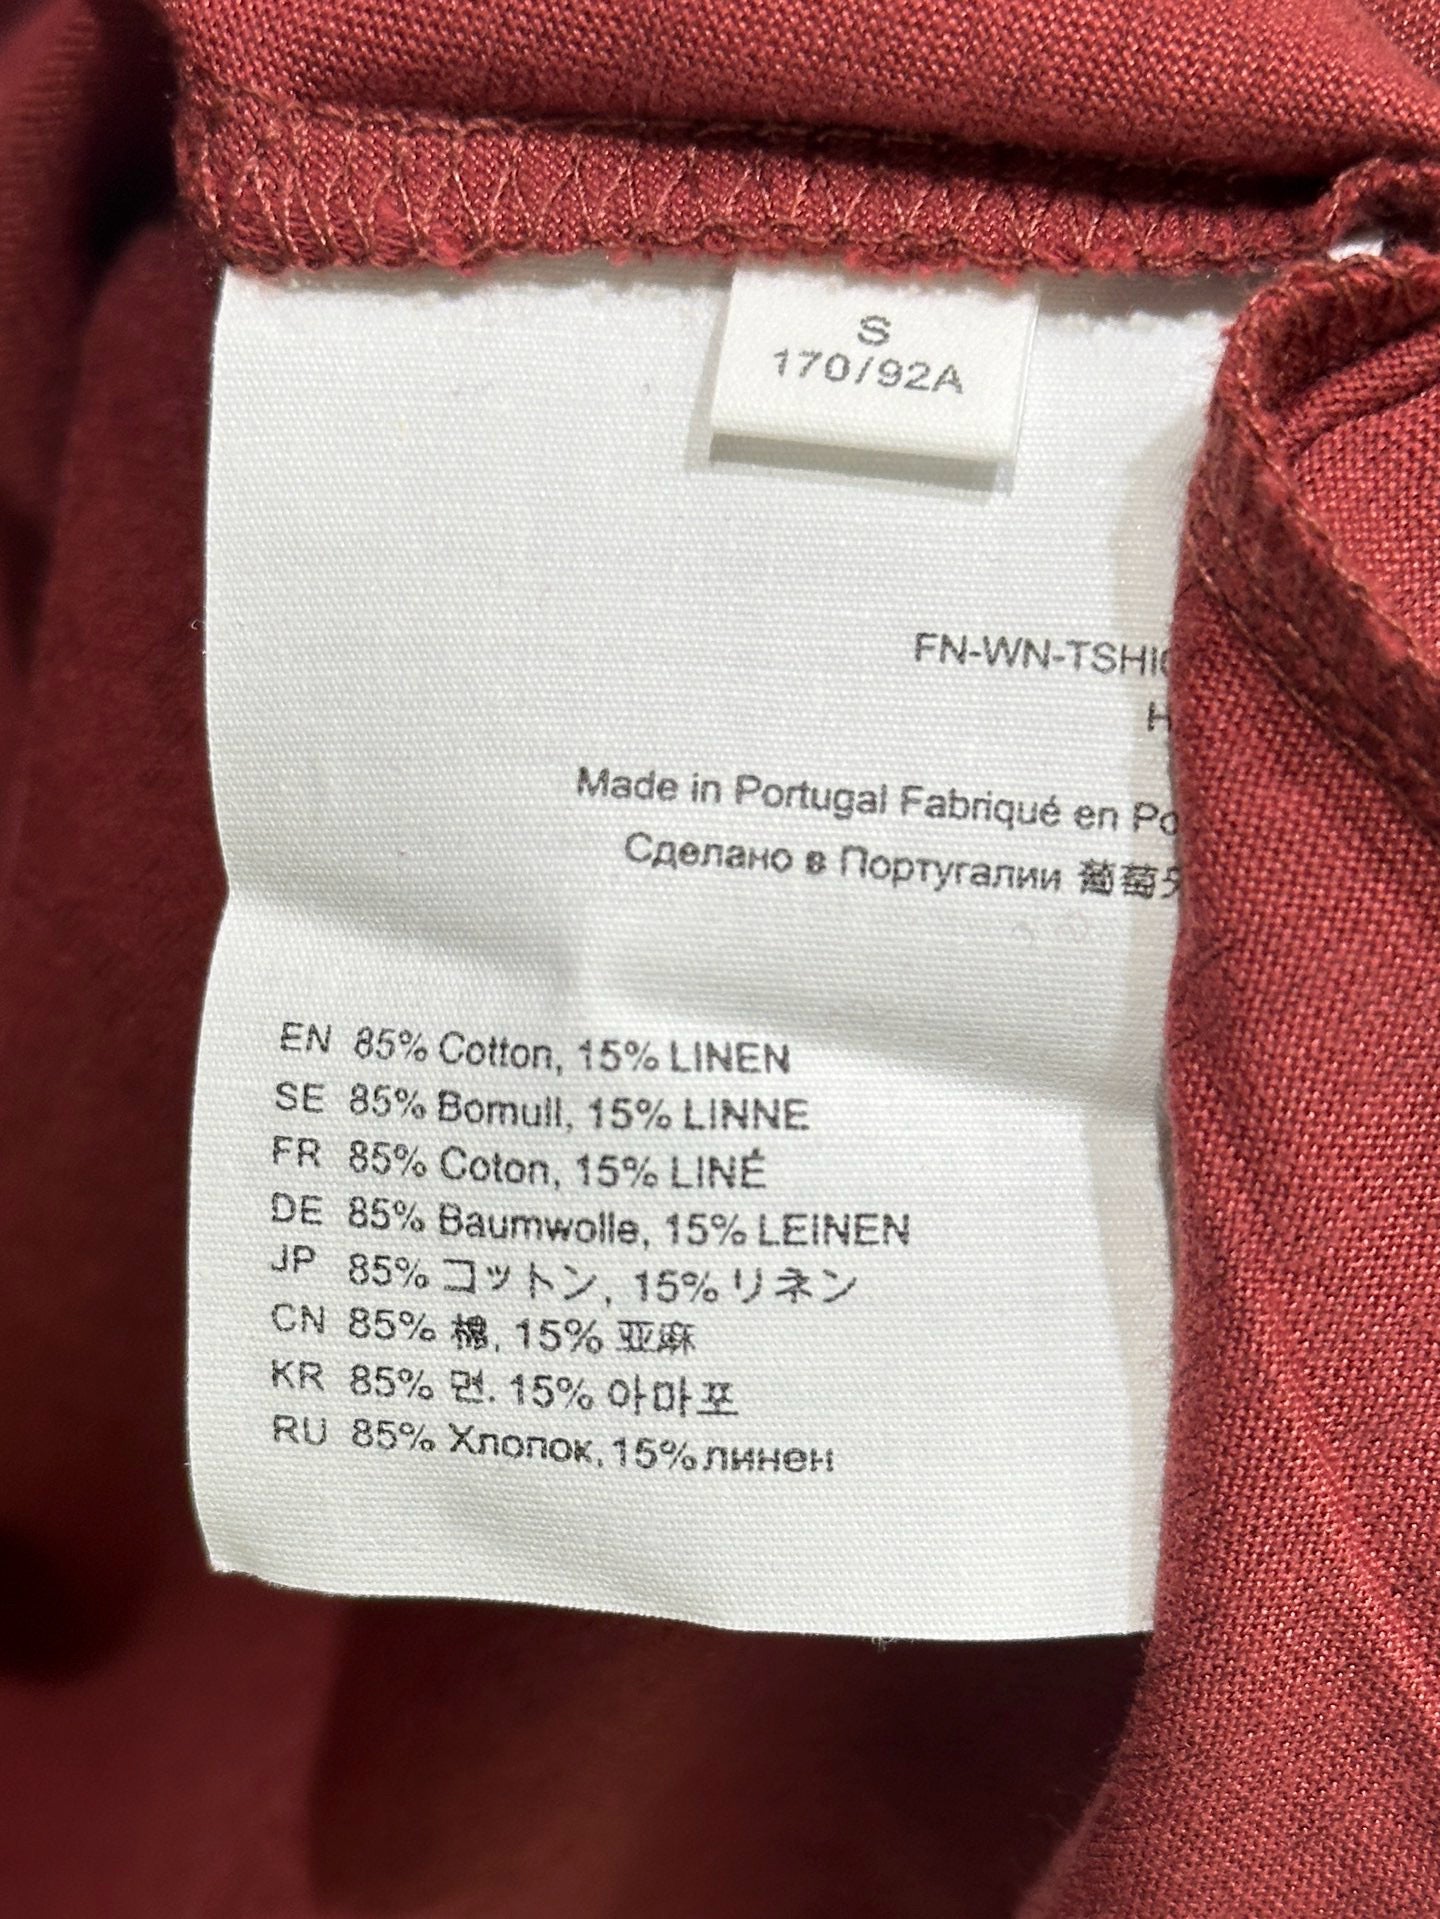 S
170/92A
FN-WN-TSHI
H
Made in Portugal Fabriqué en Po
Сделано в Португалии 葡萄
EN 85% Cotton, 15% LINEN
SE 85% Bomull, 15% LINNE
FR 85% Coton, 15% LINÉ
DE 85% Baumwolle, 15% LEINEN
JP 85% コットン, 15% リネン
CN 85% 棉, 15% 亚麻
KR 85% 면. 15% 아마포
RU 85% Хлопок, 15% линен